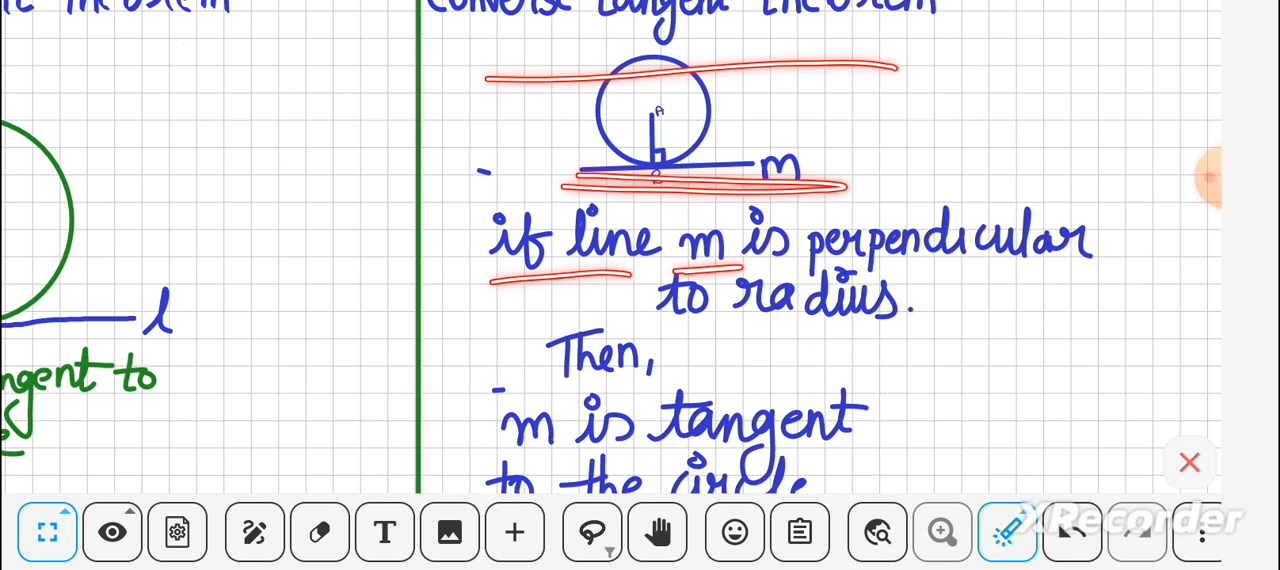 converse tangent theorem
A
m
B
l
if line m is perpendicular
to radius.
Then,
ngent to
m is tangent
to the circle
T
XRecorder